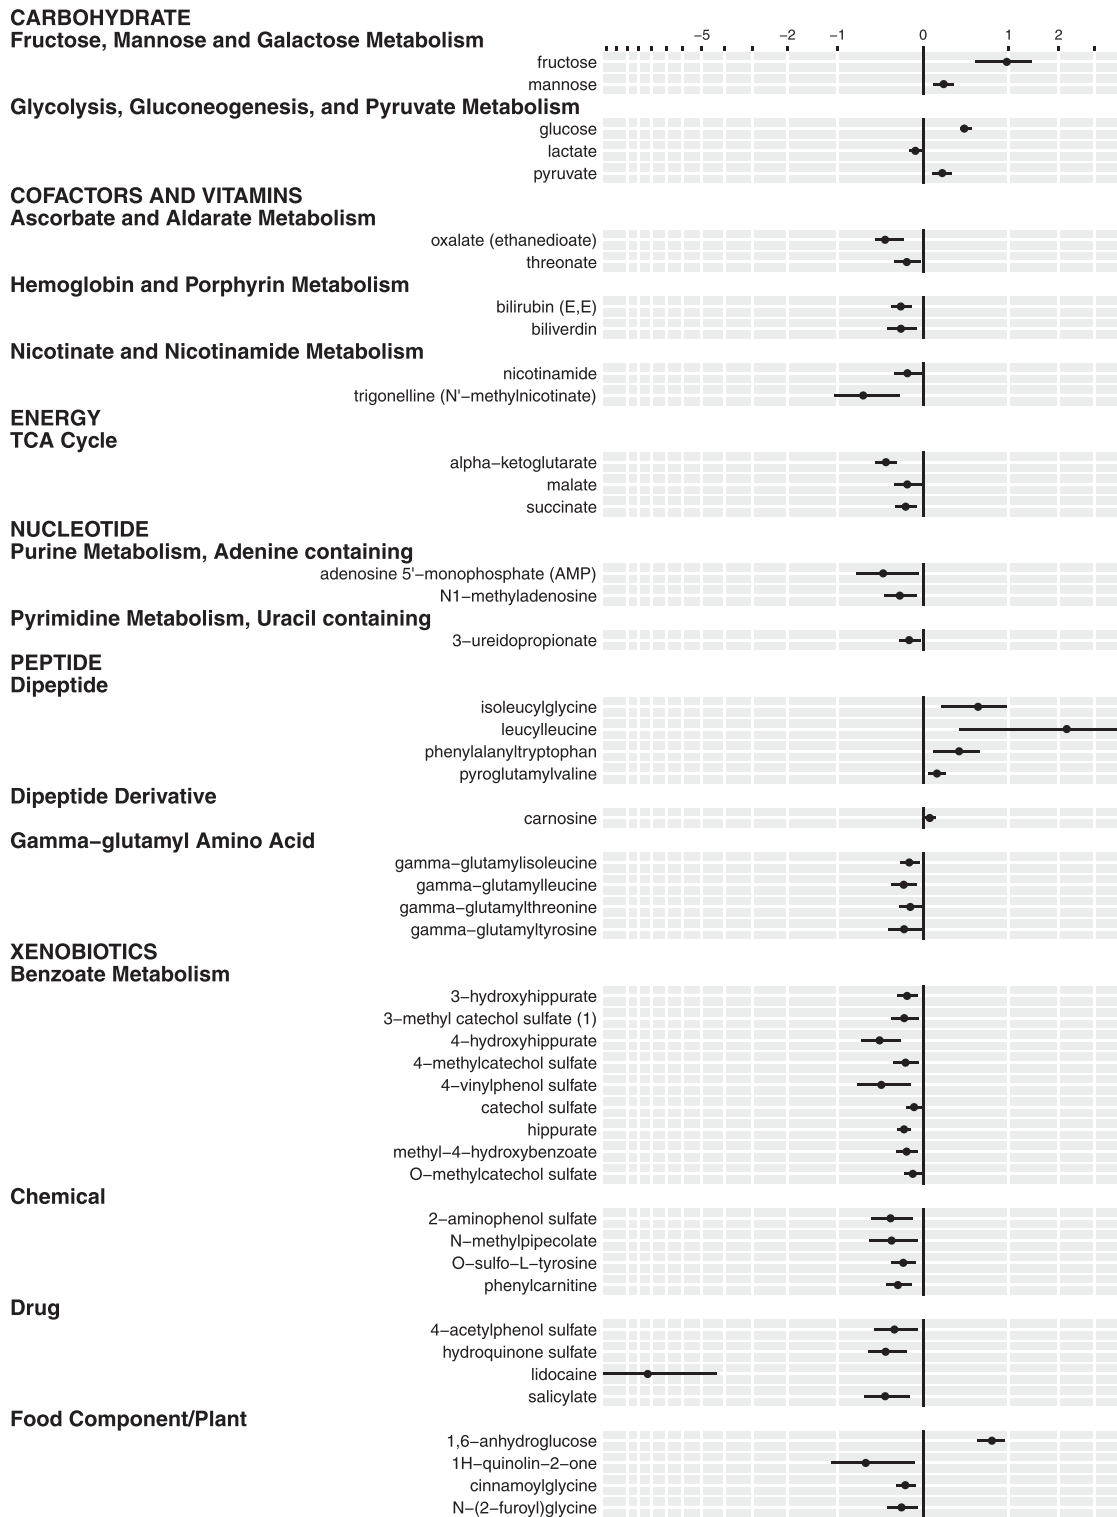 CARBOHYDRATE
Fructose, Mannose and Galactose Metabolism
−5 −2 −1 0 1 2
fructose
mannose
Glycolysis, Gluconeogenesis, and Pyruvate Metabolism
glucose
lactate
pyruvate
COFACTORS AND VITAMINS
Ascorbate and Aldarate Metabolism
oxalate (ethanedioate)
threonate
Hemoglobin and Porphyrin Metabolism
bilirubin (E,E)
biliverdin
Nicotinate and Nicotinamide Metabolism
nicotinamide
trigonelline (N'−methylnicotinate)
ENERGY
TCA Cycle
alpha−ketoglutarate
malate
succinate
NUCLEOTIDE
Purine Metabolism, Adenine containing
adenosine 5'−monophosphate (AMP)
N1−methyladenosine
Pyrimidine Metabolism, Uracil containing
3−ureidopropionate
PEPTIDE
Dipeptide
isoleucylglycine
leucylleucine
phenylalanyltryptophan
pyroglutamylvaline
Dipeptide Derivative
carnosine
Gamma−glutamyl Amino Acid
gamma−glutamylisoleucine
gamma−glutamylleucine
gamma−glutamylthreonine
gamma−glutamyltyrosine
XENOBIOTICS
Benzoate Metabolism
3−hydroxyhippurate
3−methyl catechol sulfate (1)
4−hydroxyhippurate
4−methylcatechol sulfate
4−vinylphenol sulfate
catechol sulfate
hippurate
methyl−4−hydroxybenzoate
O−methylcatechol sulfate
Chemical
2−aminophenol sulfate
N−methylpipecolate
O−sulfo−L−tyrosine
phenylcarnitine
Drug
4−acetylphenol sulfate
hydroquinone sulfate
lidocaine
salicylate
Food Component/Plant
1,6−anhydroglucose
1H−quinolin−2−one
cinnamoylglycine
N−(2−furoyl)glycine